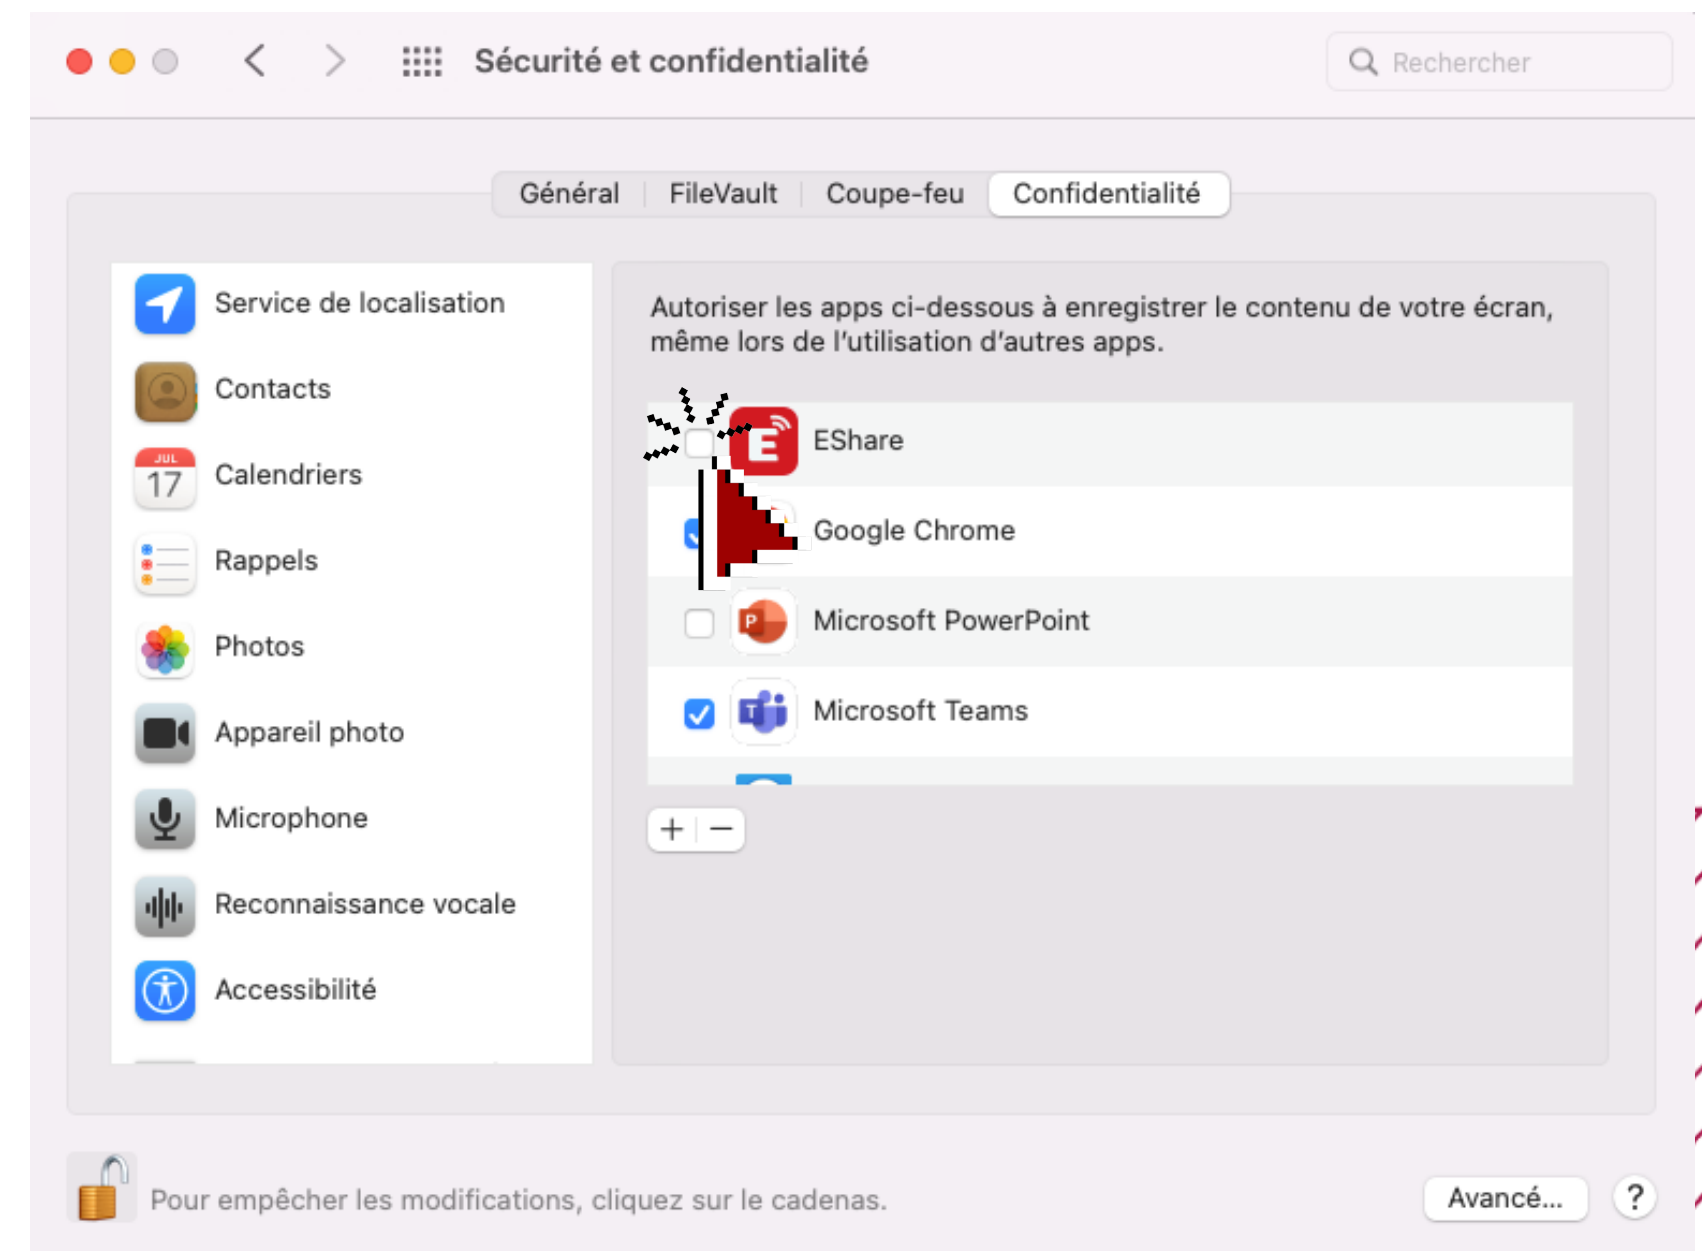 Sécurité et confidentialité
Rechercher
Général
FileVault
Coupe-feu
Confidentialité
Service de localisation
Contacts
JUL
17
Calendriers
Rappels
Photos
Appareil photo
Microphone
Reconnaissance vocale
Accessibilité
Autoriser les apps ci-dessous à enregistrer le contenu de votre écran,
même lors de l'utilisation d'autres apps.
E
EShare
Google Chrome
P
Microsoft PowerPoint
T
Microsoft Teams
+ −
Pour empêcher les modifications, cliquez sur le cadenas.
Avancé...
?